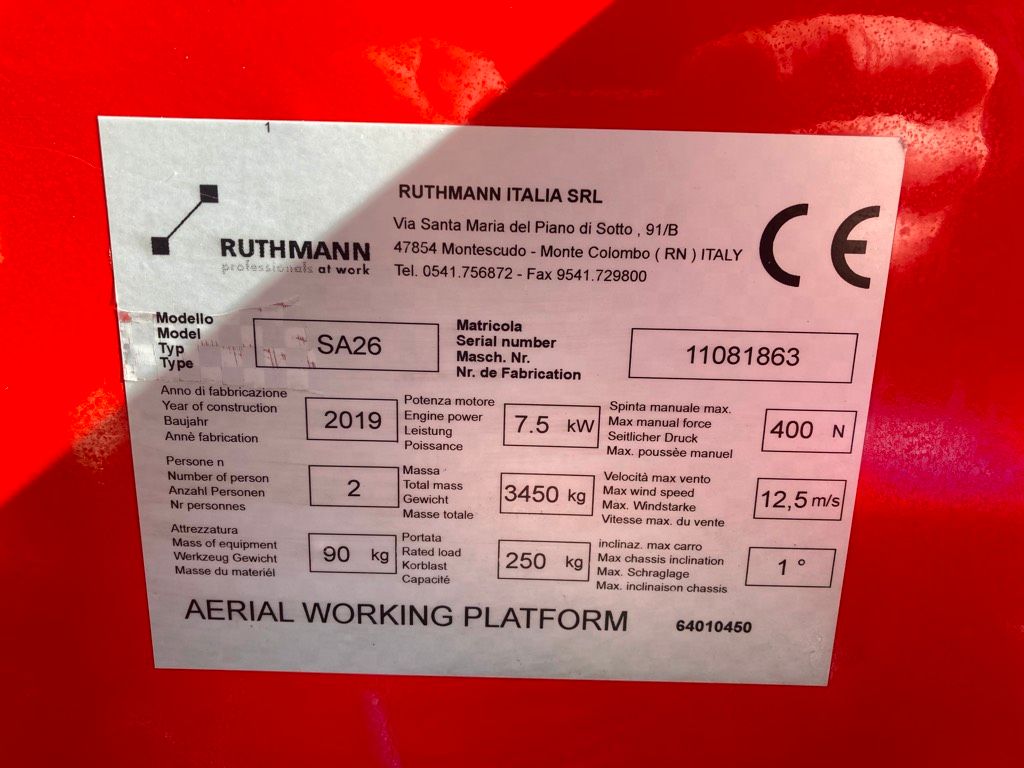 1
RUTHMANN
professionals at work
RUTHMANN ITALIA SRL
Via Santa Maria del Piano di Sotto , 91/B
47854 Montescudo - Monte Colombo ( RN ) ITALY
Tel. 0541.756872 - Fax 9541.729800
CE
Modello
Model
Typ
Type
SA26
Matricola
Serial number
Masch. Nr.
Nr. de Fabrication
11081863
Anno di fabbricazione
Year of construction
Baujahr
Annè fabrication
2019
Potenza motore
Engine power
Leistung
Poissance
7.5 kW
Spinta manuale max.
Max manual force
Seitlicher Druck
Max. poussèe manuel
400 N
Persone n
Number of person
Anzahl Personen
Nr personnes
2
Massa
Total mass
Gewicht
Masse totale
3450 kg
Velocità max vento
Max wind speed
Max. Windstarke
Vitesse max. du vente
12,5 m/s
Attrezzatura
Mass of equipment
Werkzeug Gewicht
Masse du materiél
90 kg
Portata
Rated load
Korblast
Capacité
250 kg
inclinaz. max carro
Max chassis inclination
Max. Schraglage
Max. inclinaison chassis
1 °
AERIAL WORKING PLATFORM
64010450